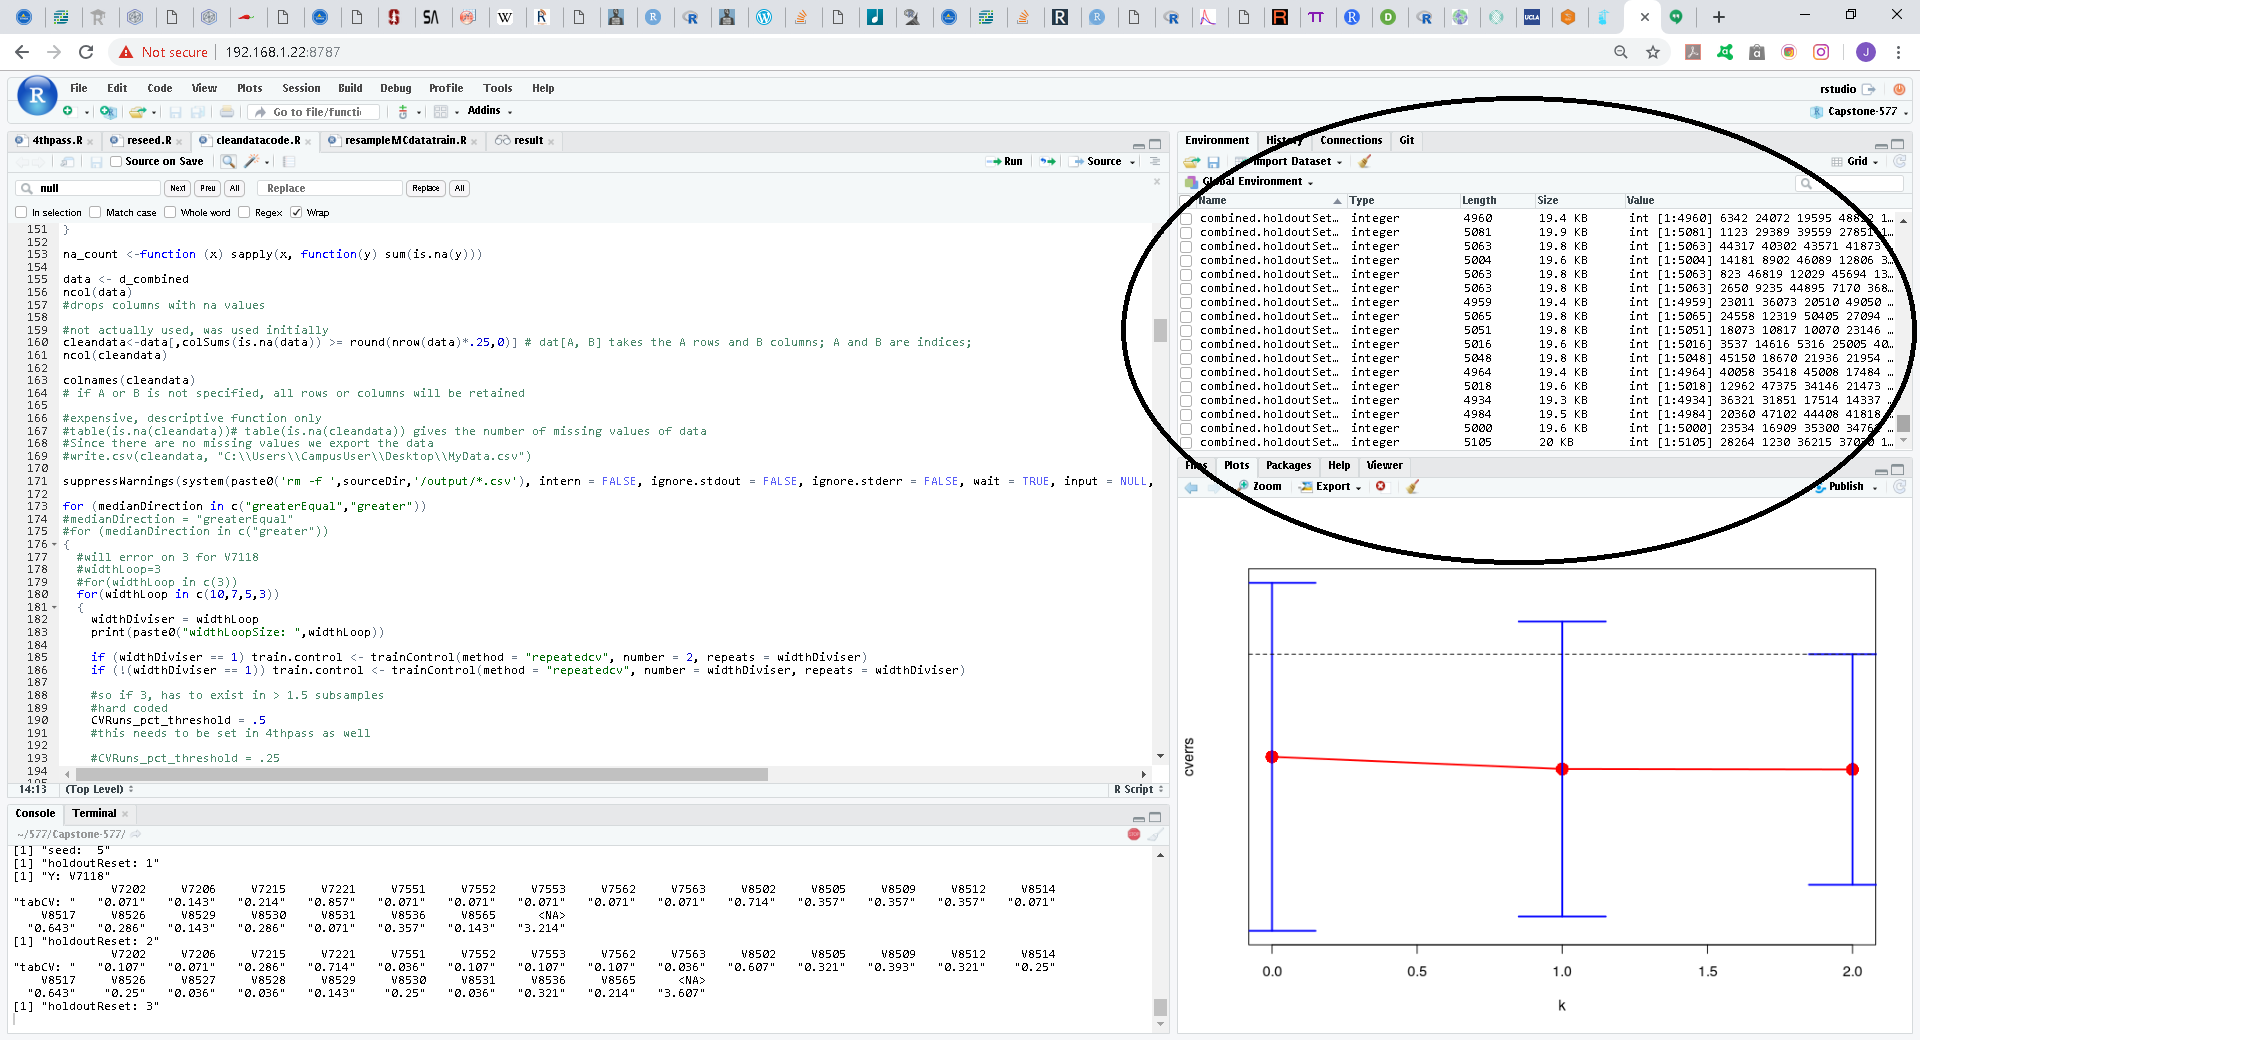 Not secure | 192.168.1.22:8787
File Edit Code View Plots Session Build Debug Profile Tools Help
rstudio
Go to file/functi Addins
Capstone-577
4thpass.R reseed.R cleandatacode.R resampleMCdatatrain.R result
Source on Save Run Source
null Next Prev All Replace Replace All
In selection Match case Whole word Regex Wrap
151 }
152
153 na_count <-function (x) sapply(x, function(y) sum(is.na(y)))
154
155 data <- d_combined
156 ncol(data)
157 #drops columns with na values
158
159 #not actually used, was used initially
160 cleandata<-data[,colSums(is.na(data)) >= round(nrow(data)*.25,0)] # dat[A, B] takes the A rows and B columns; A and B are indices;
161 ncol(cleandata)
162
163 colnames(cleandata)
164 # if A or B is not specified, all rows or columns will be retained
165
166 #expensive, descriptive function only
167 #table(is.na(cleandata))# table(is.na(cleandata)) gives the number of missing values of data
168 #Since there are no missing values we export the data
169 #write.csv(cleandata, "C:\\Users\\CampusUser\\Desktop\\MyData.csv")
170
171 suppressWarnings(system(paste0('rm -f ',sourceDir,'/output/*.csv'), intern = FALSE, ignore.stdout = FALSE, ignore.stderr = FALSE, wait = TRUE, input = NULL,
172
173 for (medianDirection in c("greaterEqual","greater"))
174 #medianDirection = "greaterEqual"
175 #for (medianDirection in c("greater"))
176 {
177 #will error on 3 for V7118
178 #widthLoop=3
179 #for(widthLoop in c(3))
180 for(widthLoop in c(10,7,5,3))
181 {
182 widthDiviser = widthLoop
183 print(paste0("widthLoopSize: ",widthLoop))
184
185 if (widthDiviser == 1) train.control <- trainControl(method = "repeatedcv", number = 2, repeats = widthDiviser)
186 if (!(widthDiviser == 1)) train.control <- trainControl(method = "repeatedcv", number = widthDiviser, repeats = widthDiviser)
187
188 #so if 3, has to exist in > 1.5 subsamples
189 #hard coded
190 CVRuns_pct_threshold = .5
191 #this needs to be set in 4thpass as well
192
193 #CVRuns_pct_threshold = .25
194
14:13 (Top Level) R Script
Console Terminal
~/577/Capstone-577/
[1] "seed:  5"
[1] "holdoutReset: 1"
[1] "Y: V7118"
V7202 V7206 V7215 V7221 V7551 V7552 V7553 V7562 V7563 V8502 V8505 V8509 V8512 V8514
"tabCV: " "0.071" "0.143" "0.214" "0.857" "0.071" "0.071" "0.071" "0.071" "0.071" "0.714" "0.357" "0.357" "0.357" "0.071"
V8517 V8526 V8529 V8530 V8531 V8536 V8565 <NA>
"0.643" "0.286" "0.143" "0.286" "0.071" "0.357" "0.143" "3.214"
[1] "holdoutReset: 2"
V7202 V7206 V7215 V7221 V7551 V7552 V7553 V7562 V7563 V8502 V8505 V8509 V8512 V8514
"tabCV: " "0.107" "0.071" "0.286" "0.714" "0.036" "0.107" "0.107" "0.107" "0.036" "0.607" "0.321" "0.393" "0.321" "0.25"
V8517 V8526 V8527 V8528 V8529 V8530 V8531 V8536 V8565 <NA>
"0.643" "0.25" "0.036" "0.036" "0.143" "0.25" "0.036" "0.321" "0.214" "3.607"
[1] "holdoutReset: 3"
Environment History Connections Git
Import Dataset Grid
Global Environment
Name Type Length Size Value
combined.holdoutSet… integer 4960 19.4 KB int [1:4960] 6342 24072 19595
combined.holdoutSet… integer 5081 19.9 KB int [1:5081] 1123 29389 39559
combined.holdoutSet… integer 5063 19.8 KB int [1:5063] 44317 40302 43571 41873
combined.holdoutSet… integer 5004 19.6 KB int [1:5004] 14181 8902 46089 12806 3…
combined.holdoutSet… integer 5063 19.8 KB int [1:5063] 823 46819 12029 45694 13…
combined.holdoutSet… integer 5063 19.8 KB int [1:5063] 2650 9235 44895 7170 368…
combined.holdoutSet… integer 4959 19.4 KB int [1:4959] 23011 36073 20510 49050 …
combined.holdoutSet… integer 5065 19.8 KB int [1:5065] 24558 12319 50405 27094 …
combined.holdoutSet… integer 5051 19.8 KB int [1:5051] 18073 10817 10070 23146 …
combined.holdoutSet… integer 5016 19.6 KB int [1:5016] 3537 14616 5316 25005 40…
combined.holdoutSet… integer 5048 19.8 KB int [1:5048] 45150 18670 21936 21954 …
combined.holdoutSet… integer 4964 19.4 KB int [1:4964] 40058 35418 45008 17484 …
combined.holdoutSet… integer 5018 19.6 KB int [1:5018] 12962 47375 34146 21473 …
combined.holdoutSet… integer 4934 19.3 KB int [1:4934] 36321 31851 17514 14337 …
combined.holdoutSet… integer 4984 19.5 KB int [1:4984] 20360 47102 44408 41818 …
combined.holdoutSet… integer 5000 19.6 KB int [1:5000] 23534 16909 35300
combined.holdoutSet… integer 5105 20 KB int [1:5105] 28264 1230 36215
Files Plots Packages Help Viewer
Zoom Export Publish
cverrs
0.0 0.5 1.0 1.5 2.0
k